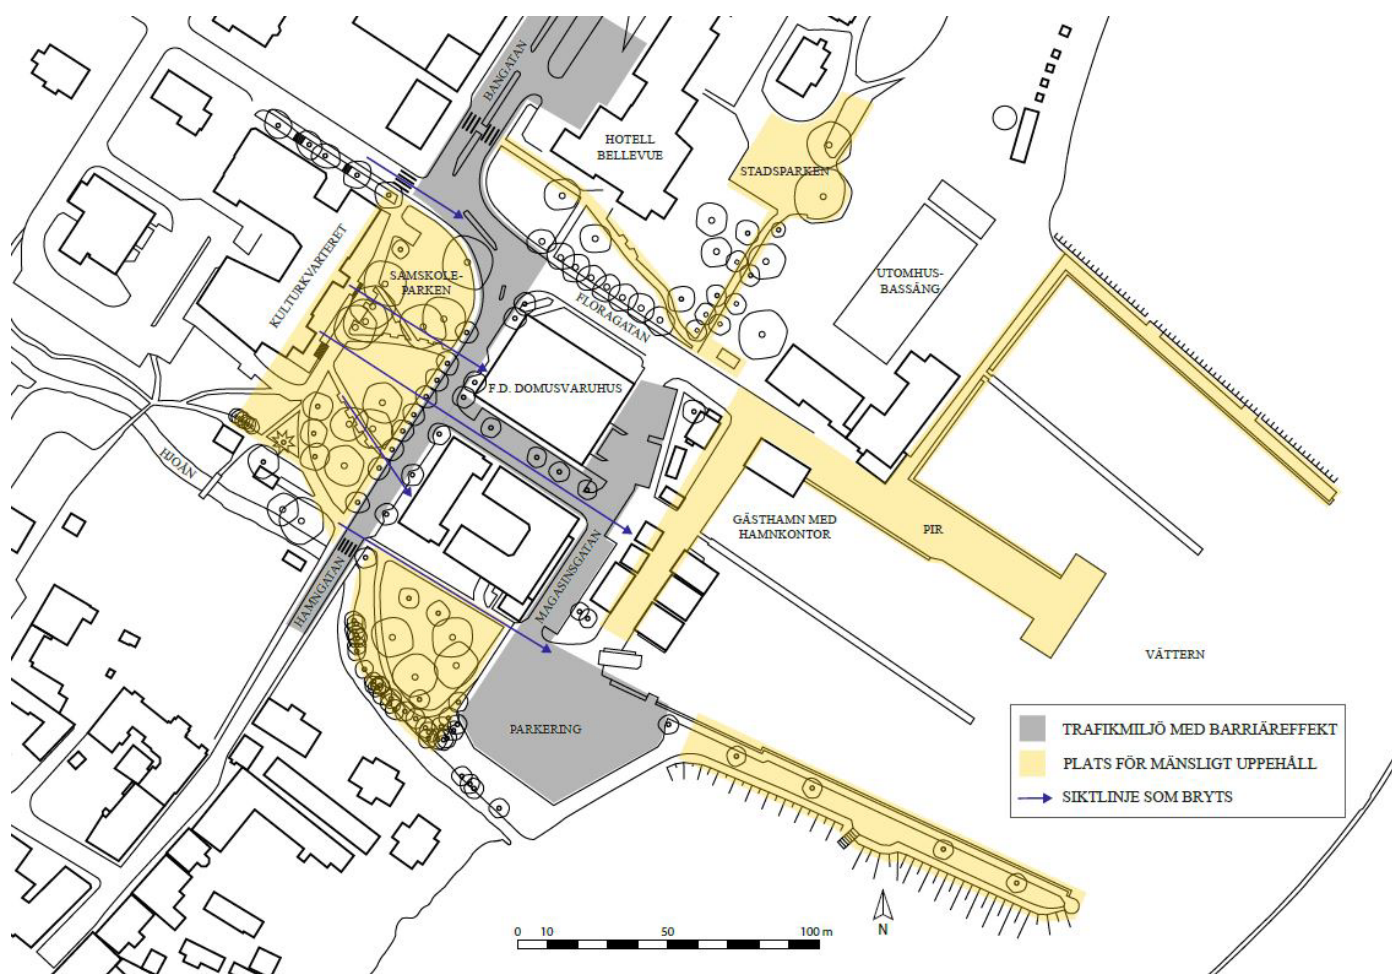 BANGATAN
HOTELL
BELLEVUE
STADSPARKEN
KULTURKVARTERET
SAMSKOLE-
PARKEN
UTOMHUS-
BASSÄNG
FLORAGATAN
F.D. DOMUSVARUHUS
HJOÅN
GÄSTHAMN MED
HAMNKONTOR
PIR
HAMNGATAN
MAGASINSGATAN
VÄTTERN
PARKERING
TRAFIKMILJÖ MED BARRIÄREFFEKT
PLATS FÖR MÄNSLIGT UPPEHÅLL
SIKTLINJE SOM BRYTS
N
0 10 50 100 m